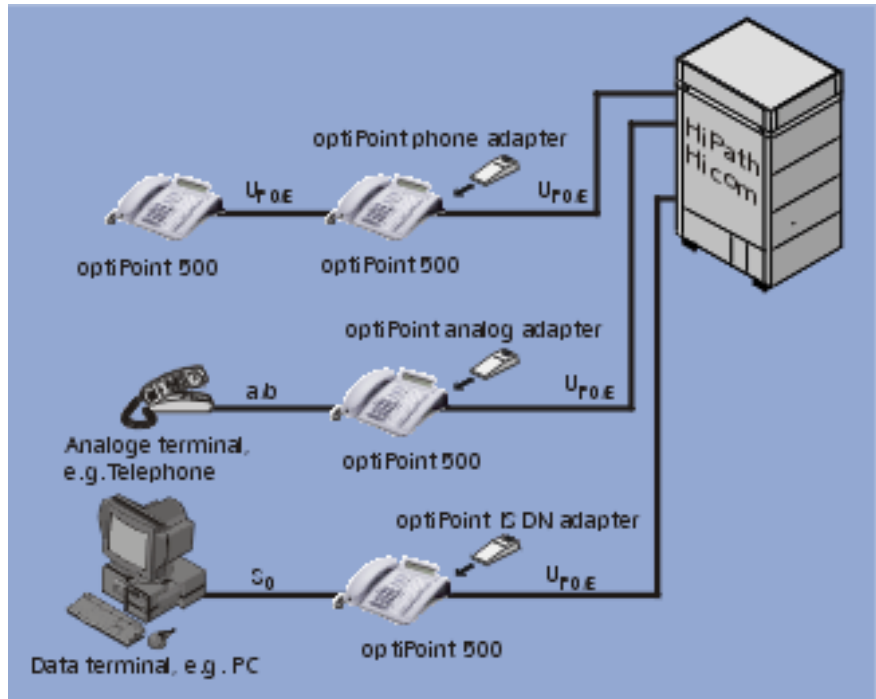 optiPoint phone adapter
HiPath
Hicom
UP0/E
UP0/E
optiPoint 500
optiPoint 500
optiPoint analog adapter
a/b
UP0/E
Analoge terminal,
e.g.Telephone
optiPoint 500
optiPoint ISDN adapter
S0
UP0/E
optiPoint 500
Data terminal, e.g. PC